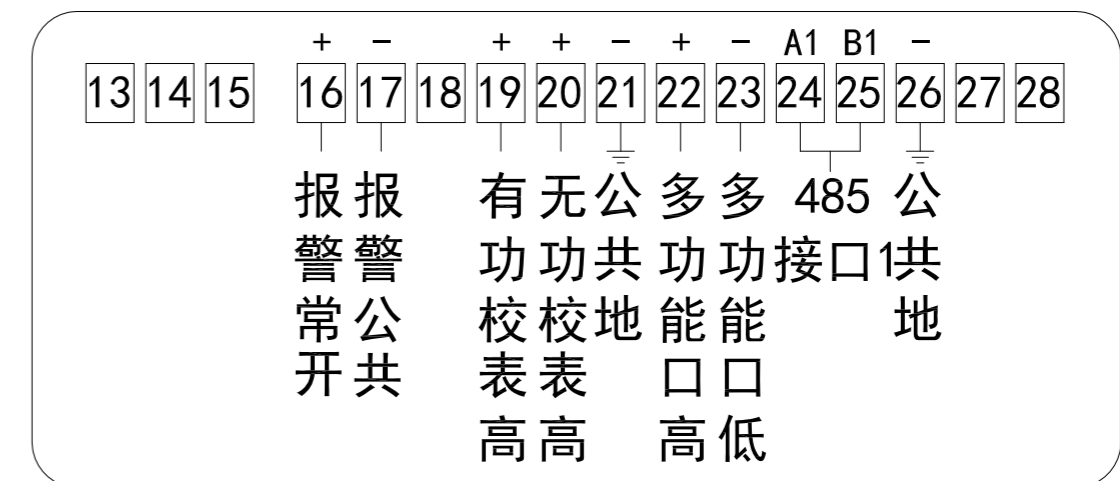 + − + + − + − A1 B1 −
13 14 15 16 17 18 19 20 21 22 23 24 25 26 27 28
报警常开
报警公共
有功校表高
无功校表高
公共地
多功能口高
多功能口低
485
接口1
公共地